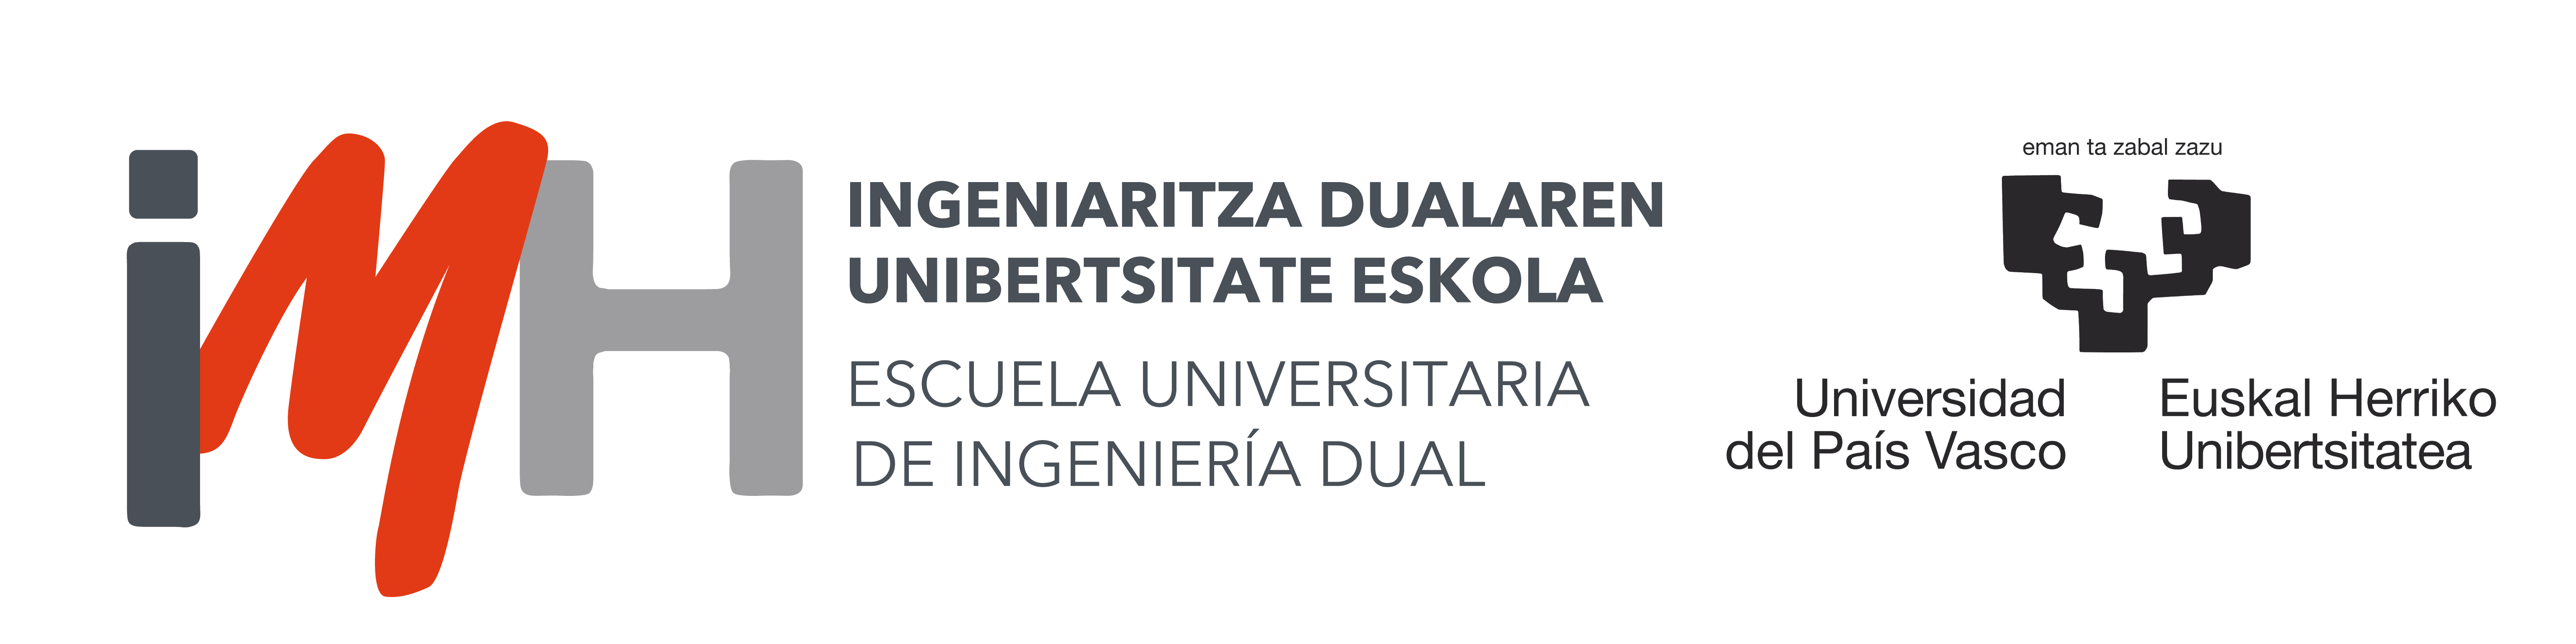 iMH
INGENIARITZA DUALAREN
UNIBERTSITATE ESKOLA
ESCUELA UNIVERSITARIA
DE INGENIERÍA DUAL
eman ta zabal zazu
Universidad
del País Vasco
Euskal Herriko
Unibertsitatea